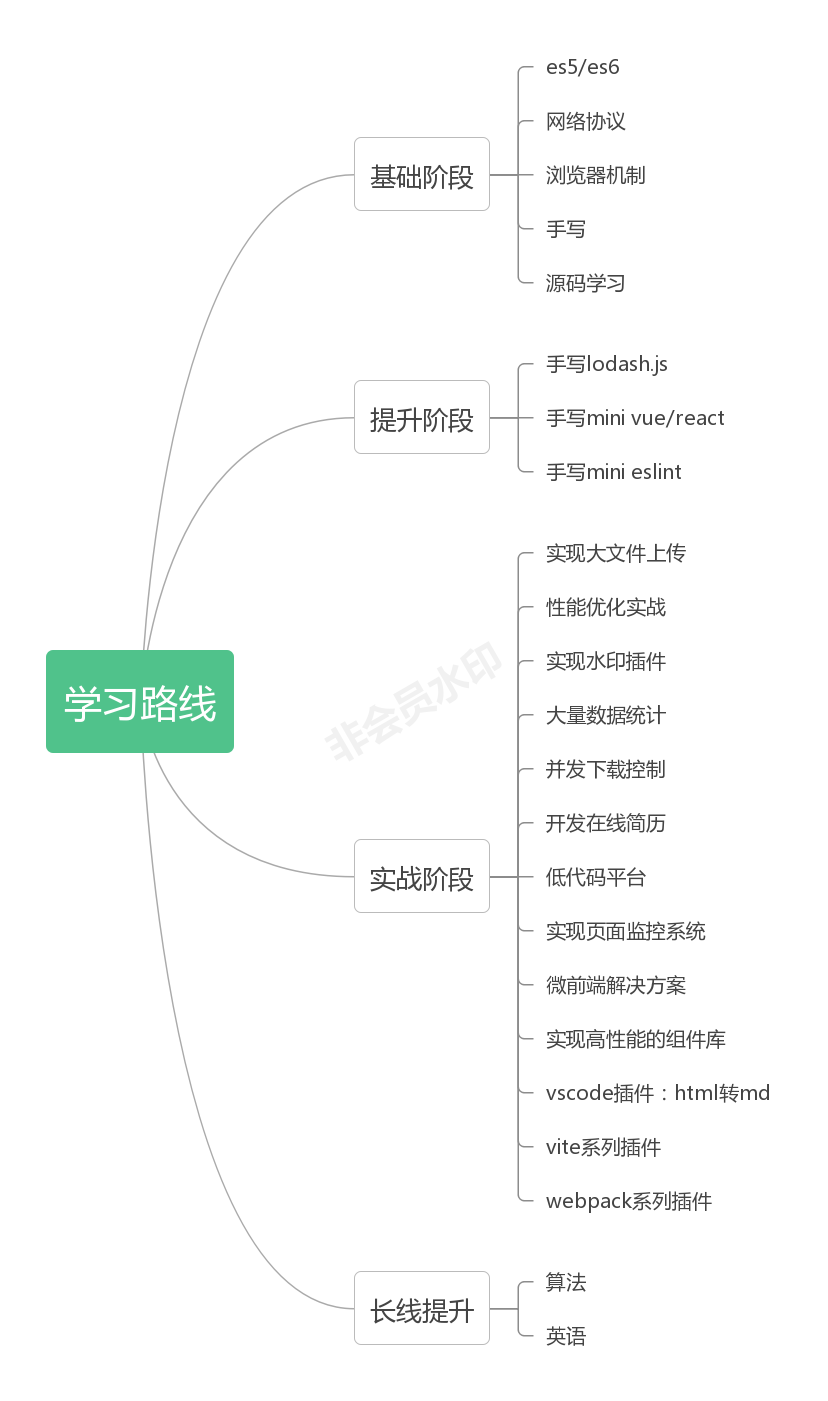 es5/es6
网络协议
基础阶段
浏览器机制
手写
源码学习
手写lodash.js
提升阶段
手写mini vue/react
手写mini eslint
实现大文件上传
性能优化实战
实现水印插件
学习路线
非会员水印
大量数据统计
并发下载控制
开发在线简历
实战阶段
低代码平台
实现页面监控系统
微前端解决方案
实现高性能的组件库
vscode插件：html转md
vite系列插件
webpack系列插件
长线提升
算法
英语